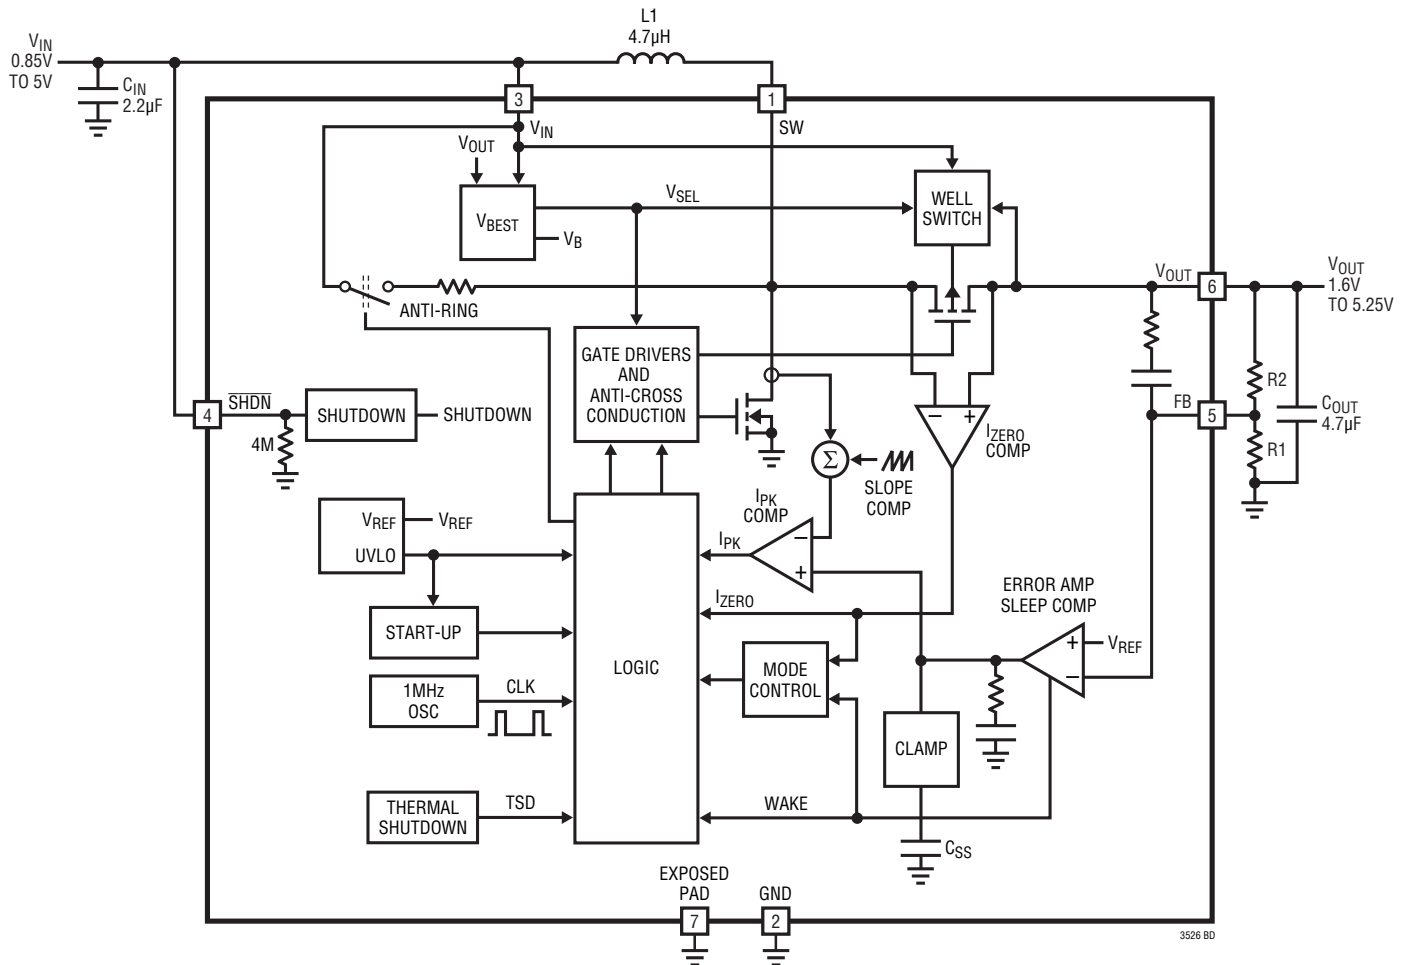 L1
4.7µH
VIN
0.85V
TO 5V
CIN
2.2µF
3
1
VIN
SW
VOUT
VBEST
VSEL
VB
WELL
SWITCH
ANTI-RING
VOUT
6
VOUT
1.6V
TO 5.25V
GATE DRIVERS
AND
ANTI-CROSS
CONDUCTION
4
SHDN
SHUTDOWN
SHUTDOWN
4M
– +
IZERO
COMP
FB
5
R2
R1
COUT
4.7µF
Σ
SLOPE
COMP
IPK
COMP
–
+
IPK
VREF
VREF
UVLO
IZERO
ERROR AMP
SLEEP COMP
+
–
VREF
START-UP
LOGIC
MODE
CONTROL
1MHz
OSC
CLK
CLAMP
THERMAL
SHUTDOWN
TSD
WAKE
CSS
EXPOSED
PAD
GND
7
2
3526 BD